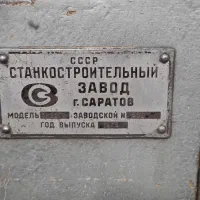 СССР
СТАНКОСТРОИТЕЛЬНЫЙ
ЗАВОД
г. САРАТОВ
МОДЕЛЬ ЗАВОДСКОЙ №
ГОД ВЫПУСКА